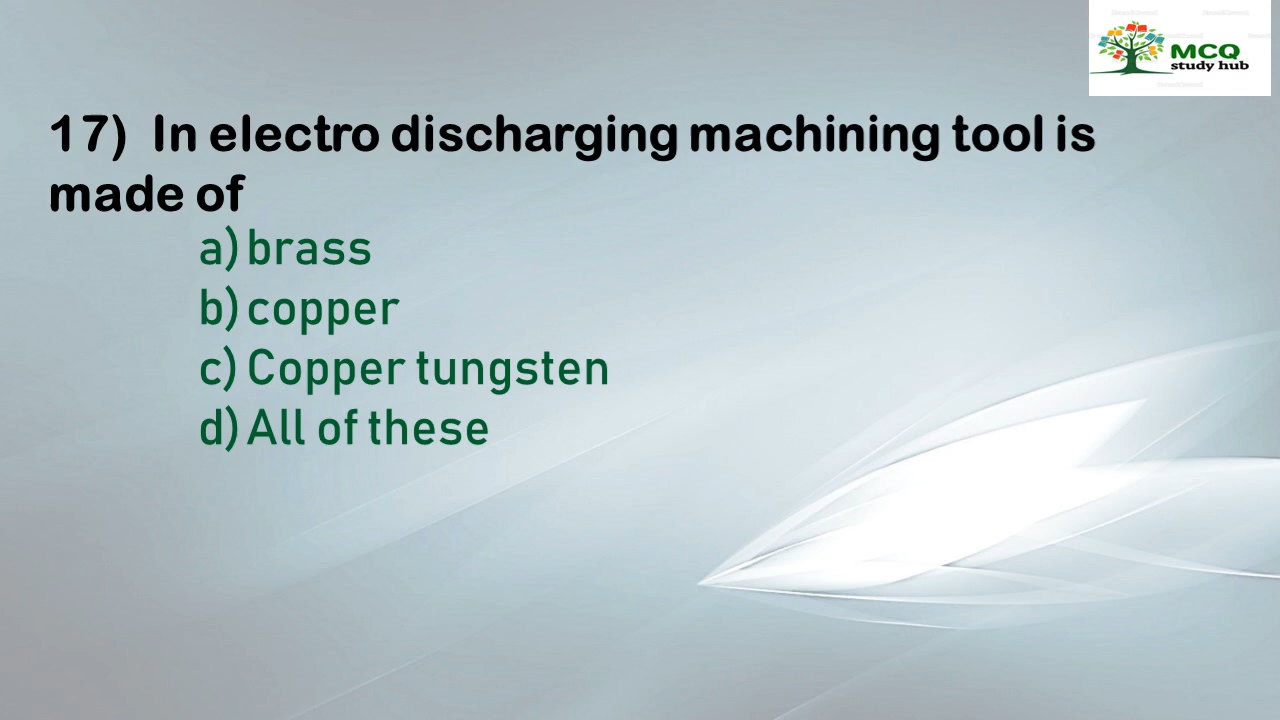 MCQ
study hub
17) In electro discharging machining tool is
made of
a) brass
b) copper
c) Copper tungsten
d) All of these